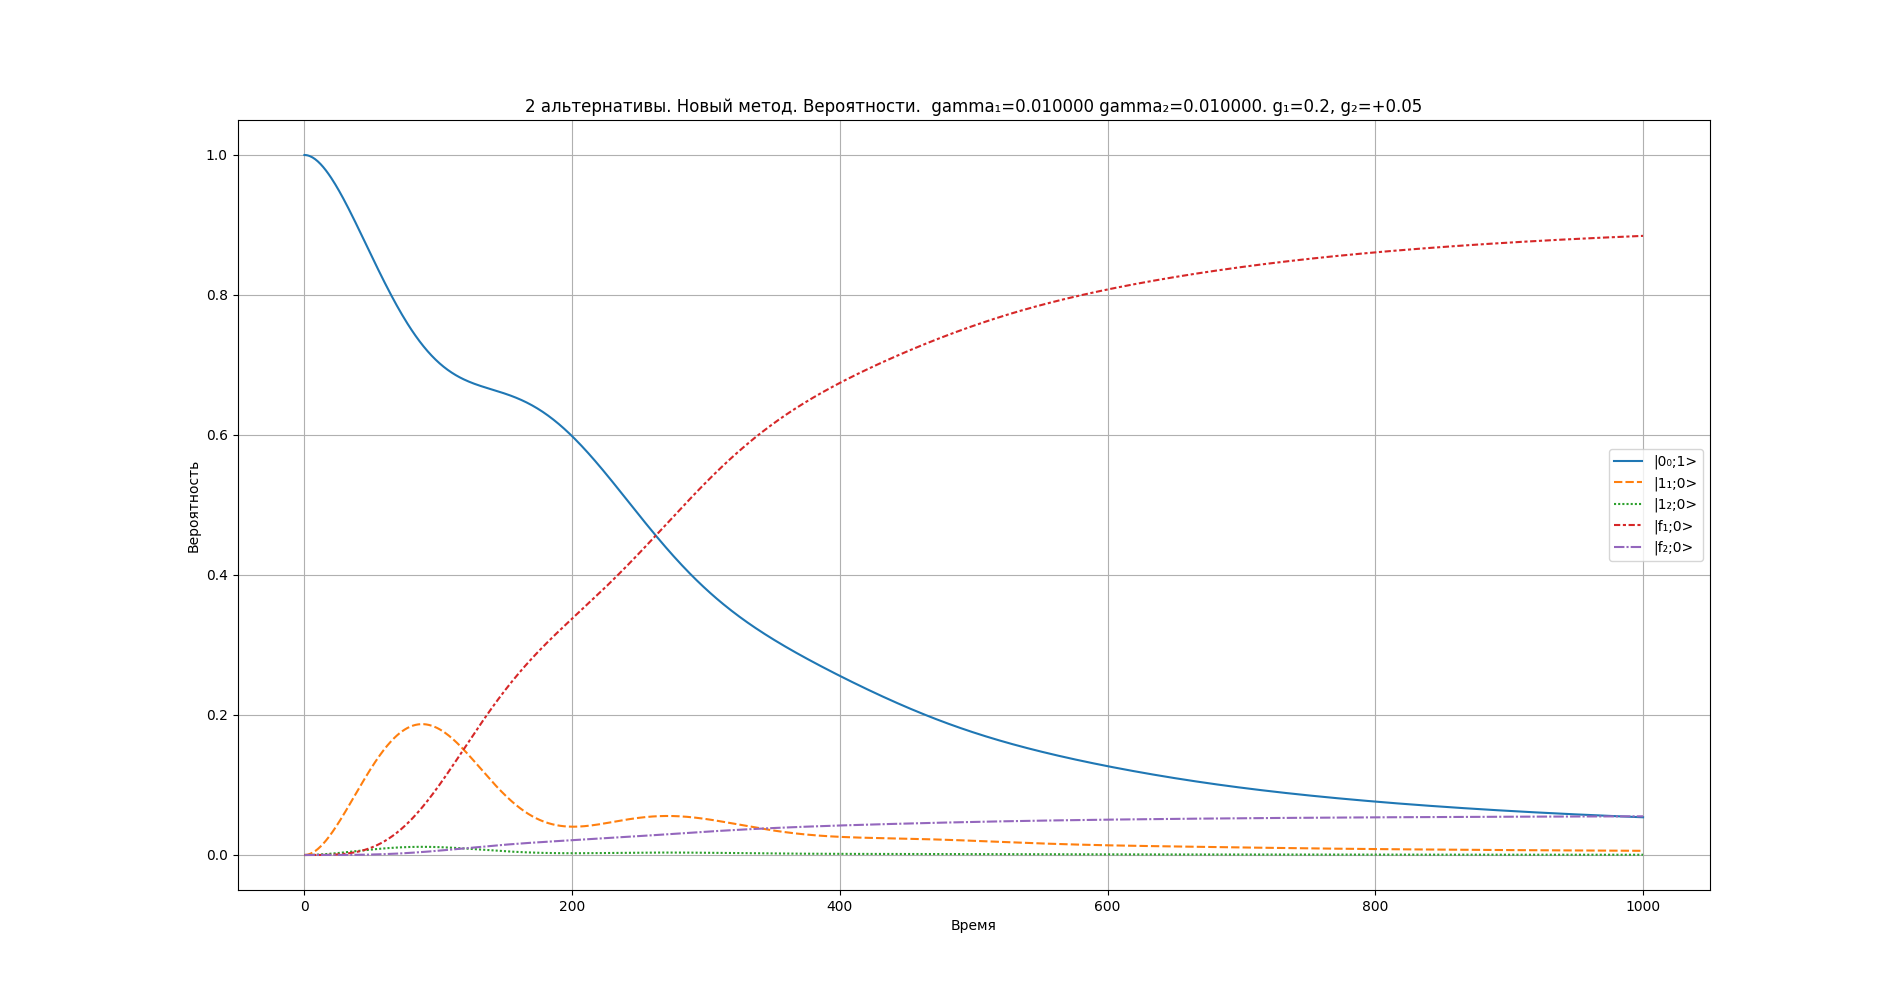 2 альтернативы. Новый метод. Вероятности.  gamma₁=0.010000 gamma₂=0.010000. g₁=0.2, g₂=+0.05
Вероятность
1.0
0.8
0.6
0.4
0.2
0.0
|0₀;1>
|1₁;0>
|1₂;0>
|f₁;0>
|f₂;0>
0 200 400 600 800 1000
Время